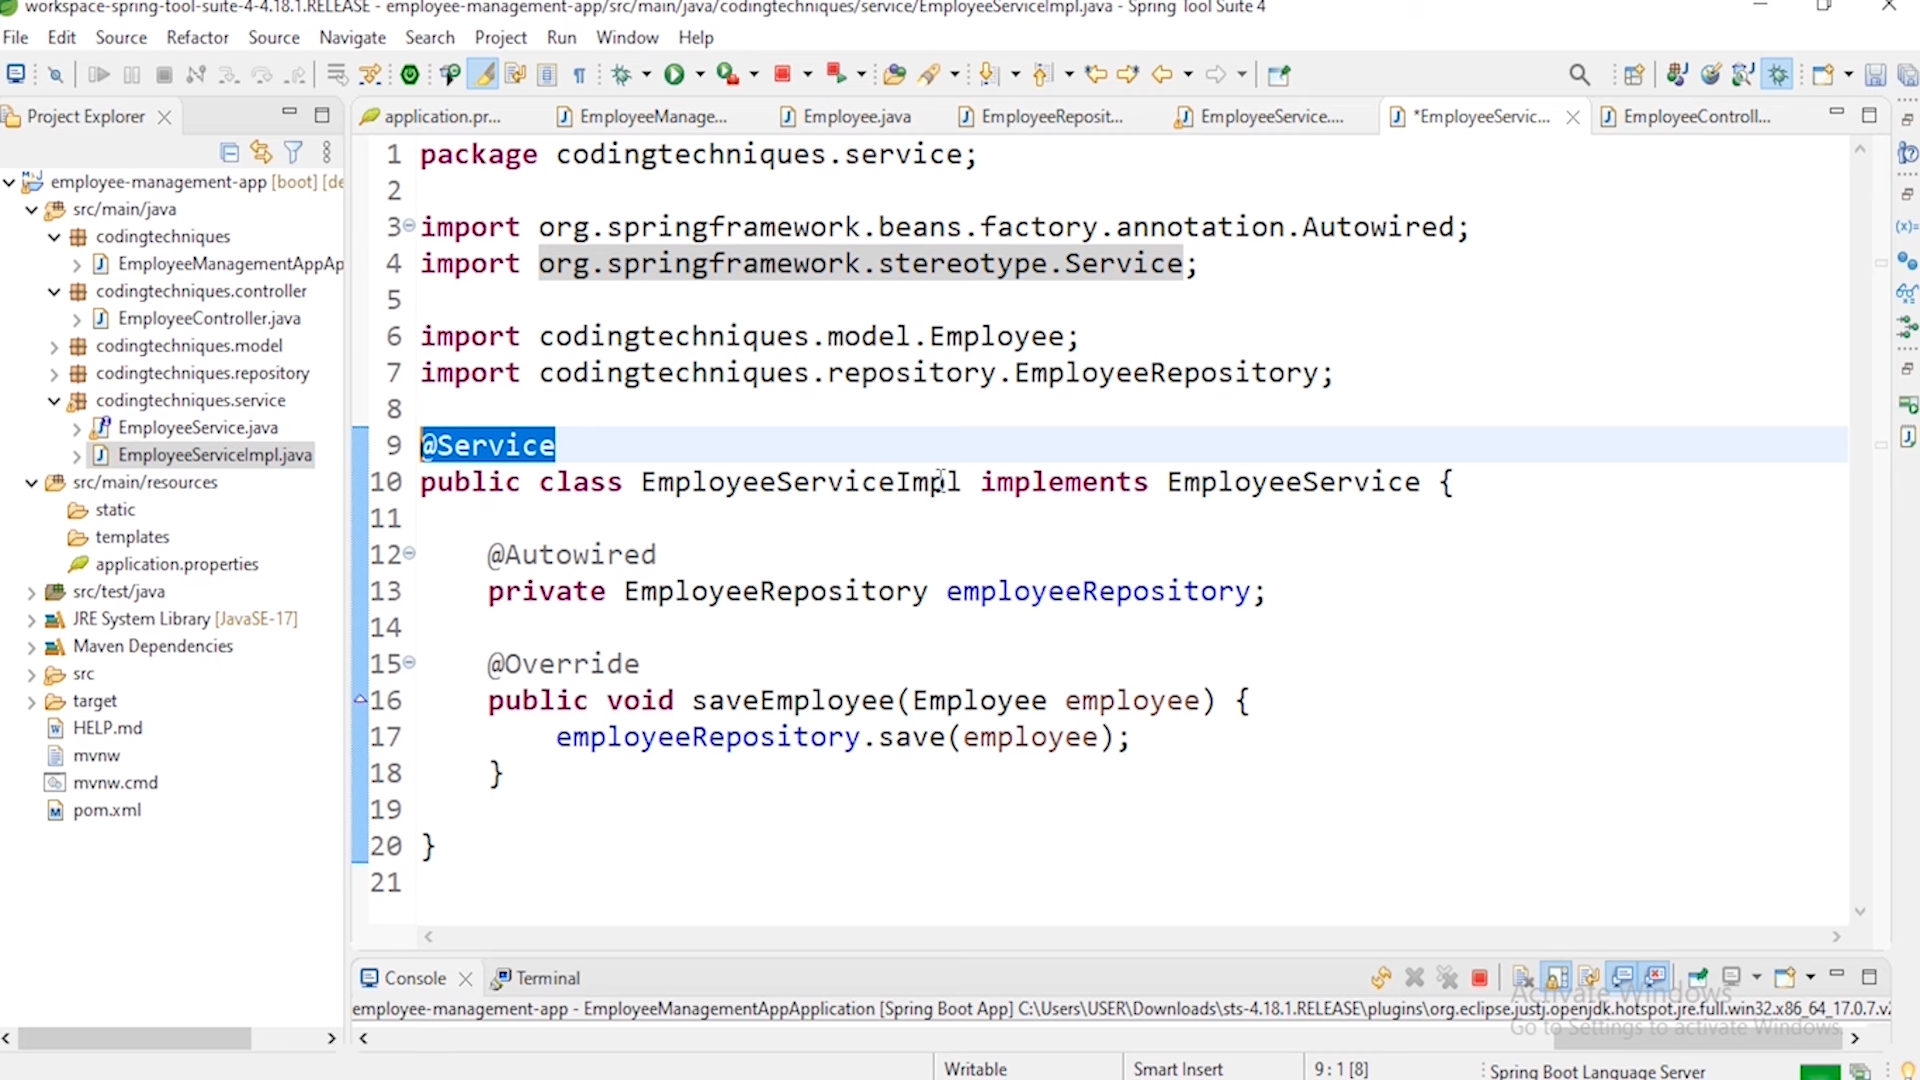 workspace-spring-tool-suite-4-4.18.1.RELEASE - employee-management-app/src/main/java/codingtechniques/service/EmployeeServiceImpl.java - Spring Tool Suite 4
File Edit Source Refactor Source Navigate Search Project Run Window Help
Project Explorer
application.pr...
EmployeeManage...
Employee.java
EmployeeReposit...
EmployeeService....
*EmployeeServic...
EmployeeControll...
employee-management-app [boot] [de
src/main/java
codingtechniques
EmployeeManagementAppAp
codingtechniques.controller
EmployeeController.java
codingtechniques.model
codingtechniques.repository
codingtechniques.service
EmployeeService.java
EmployeeServiceImpl.java
src/main/resources
static
templates
application.properties
src/test/java
JRE System Library [JavaSE-17]
Maven Dependencies
src
target
HELP.md
mvnw
mvnw.cmd
pom.xml
1 package codingtechniques.service;
2
3 import org.springframework.beans.factory.annotation.Autowired;
4 import org.springframework.stereotype.Service;
5
6 import codingtechniques.model.Employee;
7 import codingtechniques.repository.EmployeeRepository;
8
9 @Service
10 public class EmployeeServiceImpl implements EmployeeService {
11
12 @Autowired
13 private EmployeeRepository employeeRepository;
14
15 @Override
16 public void saveEmployee(Employee employee) {
17 employeeRepository.save(employee);
18 }
19
20 }
21
Console
Terminal
employee-management-app - EmployeeManagementAppApplication [Spring Boot App] C:\Users\USER\Downloads\sts-4.18.1.RELEASE\plugins\org.eclipse.justj.openjdk.hotspot.jre.full.win32.x86_64_17.0.7.v
Activate Windows
Go to Settings to activate Windows.
Writable
Smart Insert
9 : 1 [8]
Spring Boot Language Server